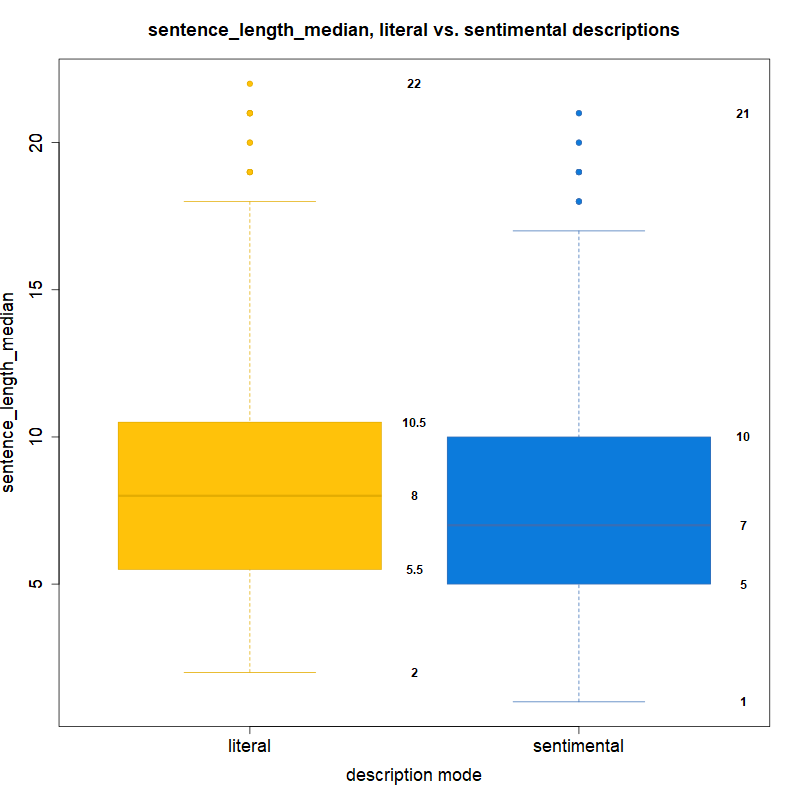 sentence_length_median, literal vs. sentimental descriptions
sentence_length_median
20
15
10
5
22
10.5
8
5.5
2
21
10
7
5
1
literal
sentimental
description mode